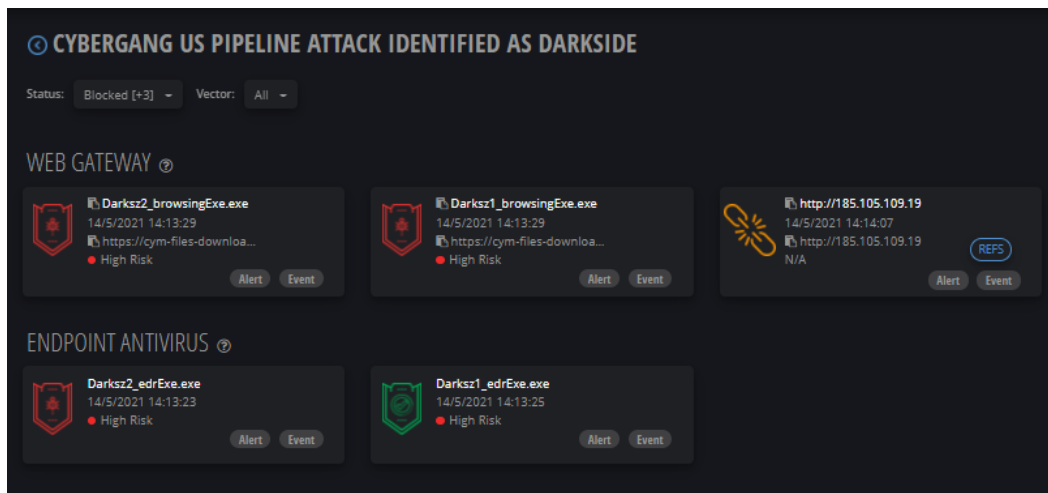 CYBERGANG US PIPELINE ATTACK IDENTIFIED AS DARKSIDE
Status: Blocked [+3] Vector: All
WEB GATEWAY
Darksz2_browsingExe.exe
14/5/2021 14:13:29
https://cym-files-downloa...
High Risk
Alert Event
Darksz1_browsingExe.exe
14/5/2021 14:13:29
https://cym-files-downloa...
High Risk
Alert Event
http://185.105.109.19
14/5/2021 14:14:07
http://185.105.109.19
N/A
REFS
Alert Event
ENDPOINT ANTIVIRUS
Darksz2_edrExe.exe
14/5/2021 14:13:23
High Risk
Alert Event
Darksz1_edrExe.exe
14/5/2021 14:13:25
High Risk
Alert Event